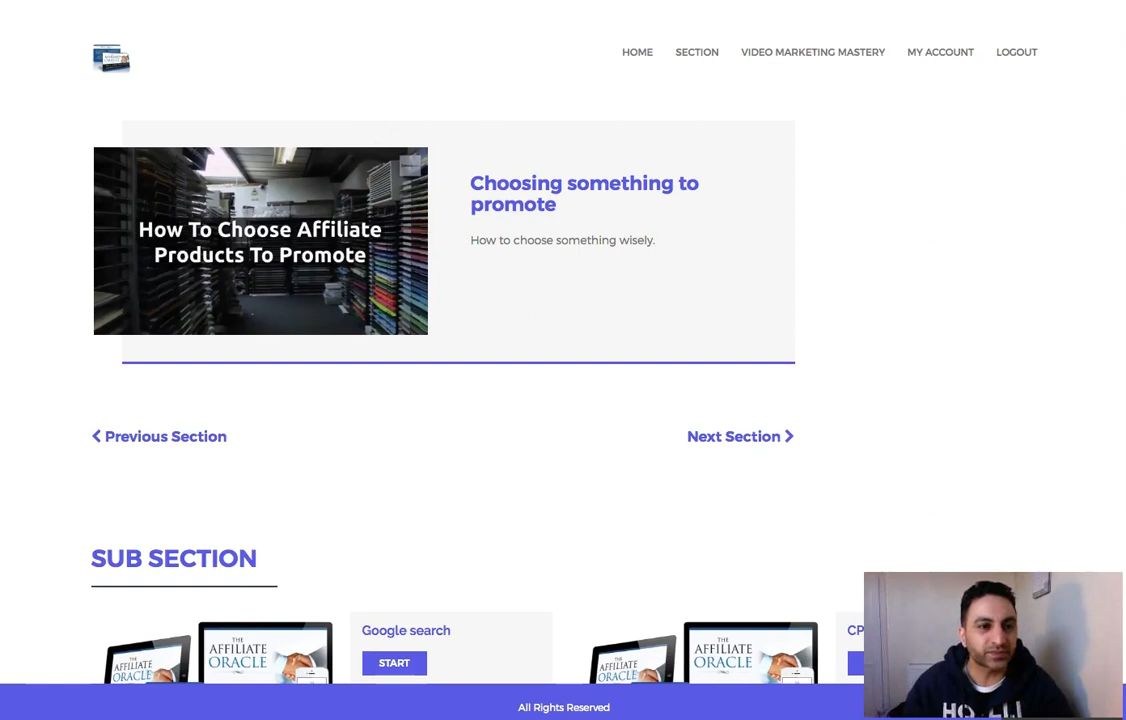 HOME SECTION VIDEO MARKETING MASTERY MY ACCOUNT LOGOUT
How To Choose Affiliate
Products To Promote
Choosing something to
promote
How to choose something wisely.
Previous Section
Next Section
SUB SECTION
THE
AFFILIATE
ORACLE
Google search
START
THE
AFFILIATE
ORACLE
CP
All Rights Reserved